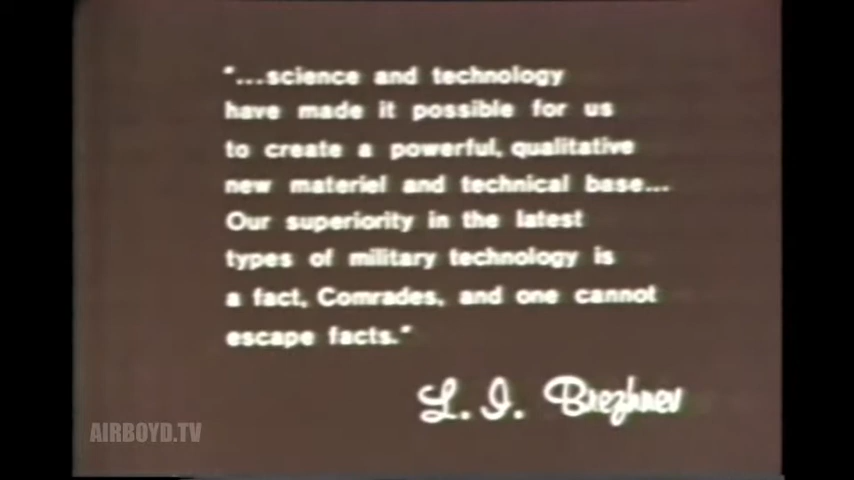 "...science and technology
have made it possible for us
to create a powerful, qualitative
new materiel and technical base...
Our superiority in the latest
types of military technology is
a fact, Comrades, and one cannot
escape facts."
L. I. Brezhnev
AIRBOYD.TV